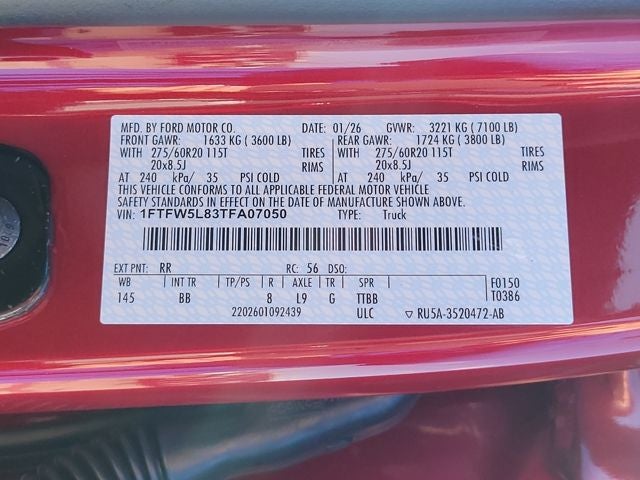 MFD. BY FORD MOTOR CO. DATE: 01/26 GVWR: 3221 KG ( 7100 LB)
FRONT GAWR: 1633 KG ( 3600 LB) REAR GAWR: 1724 KG ( 3800 LB)
WITH 275/60R20 115T TIRES WITH 275/60R20 115T TIRES
20x8.5J RIMS 20x8.5J RIMS
AT 240 kPa/ 35 PSI COLD AT 240 kPa/ 35 PSI COLD
THIS VEHICLE CONFORMS TO ALL APPLICABLE FEDERAL MOTOR VEHICLE
SAFETY STANDARDS IN EFFECT ON THE DATE OF MANUFACTURE SHOWN ABOVE.
VIN: 1FTFW5L83TFA07050 TYPE: Truck
EXT PNT: RR RC: 56 DSO:
WB INT TR TP/PS R AXLE TR SPR F0150
145 BB 8 L9 G TTBB T0386
2202601092439 ULC ▽ RU5A-3520472-AB